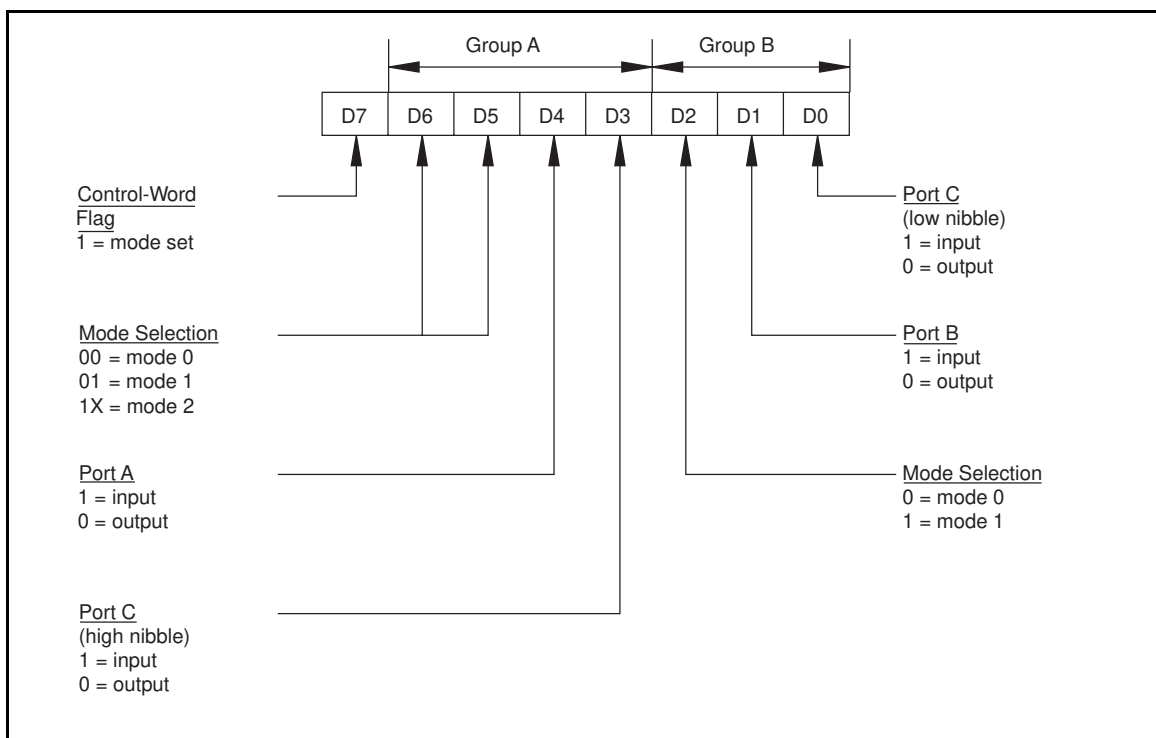 Group A
Group B
D7 D6 D5 D4 D3 D2 D1 D0
Control-Word
Flag
1 = mode set
Mode Selection
00 = mode 0
01 = mode 1
1X = mode 2
Port A
1 = input
0 = output
Port C
(high nibble)
1 = input
0 = output
Port C
(low nibble)
1 = input
0 = output
Port B
1 = input
0 = output
Mode Selection
0 = mode 0
1 = mode 1